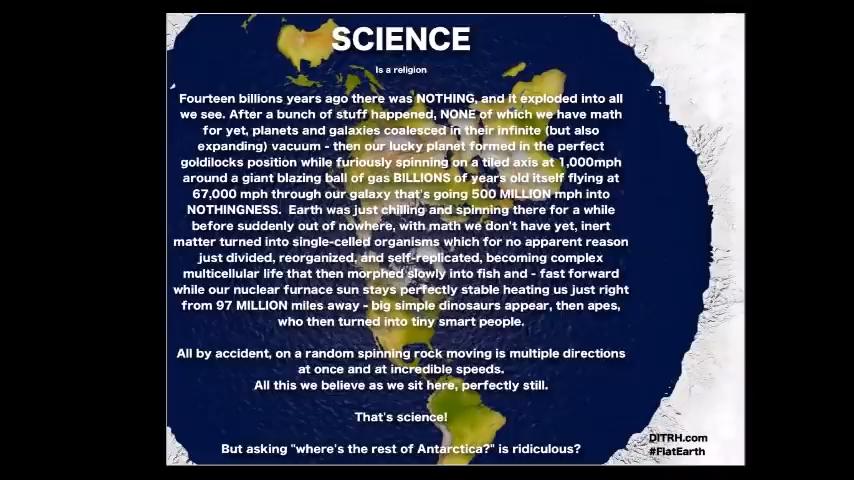 SCIENCE
Is a religion
Fourteen billions years ago there was NOTHING, and it exploded into all
we see. After a bunch of stuff happened, NONE of which we have math
for yet, planets and galaxies coalesced in their infinite (but also
expanding) vacuum - then our lucky planet formed in the perfect
goldilocks position while furiously spinning on a tiled axis at 1,000mph
around a giant blazing ball of gas BILLIONS of years old itself flying at
67,000 mph through our galaxy that's going 500 MILLION mph into
NOTHINGNESS. Earth was just chilling and spinning there for a while
before suddenly out of nowhere, with math we don't have yet, inert
matter turned into single-celled organisms which for no apparent reason
just divided, reorganized, and self-replicated, becoming complex
multicellular life that then morphed slowly into fish and - fast forward
while our nuclear furnace sun stays perfectly stable heating us just right
from 97 MILLION miles away - big simple dinosaurs appear, then apes,
who then turned into tiny smart people.
All by accident, on a random spinning rock moving is multiple directions
at once and at incredible speeds.
All this we believe as we sit here, perfectly still.
That's science!
But asking "where's the rest of Antarctica?" is ridiculous?
DITRH.com
#FlatEarth